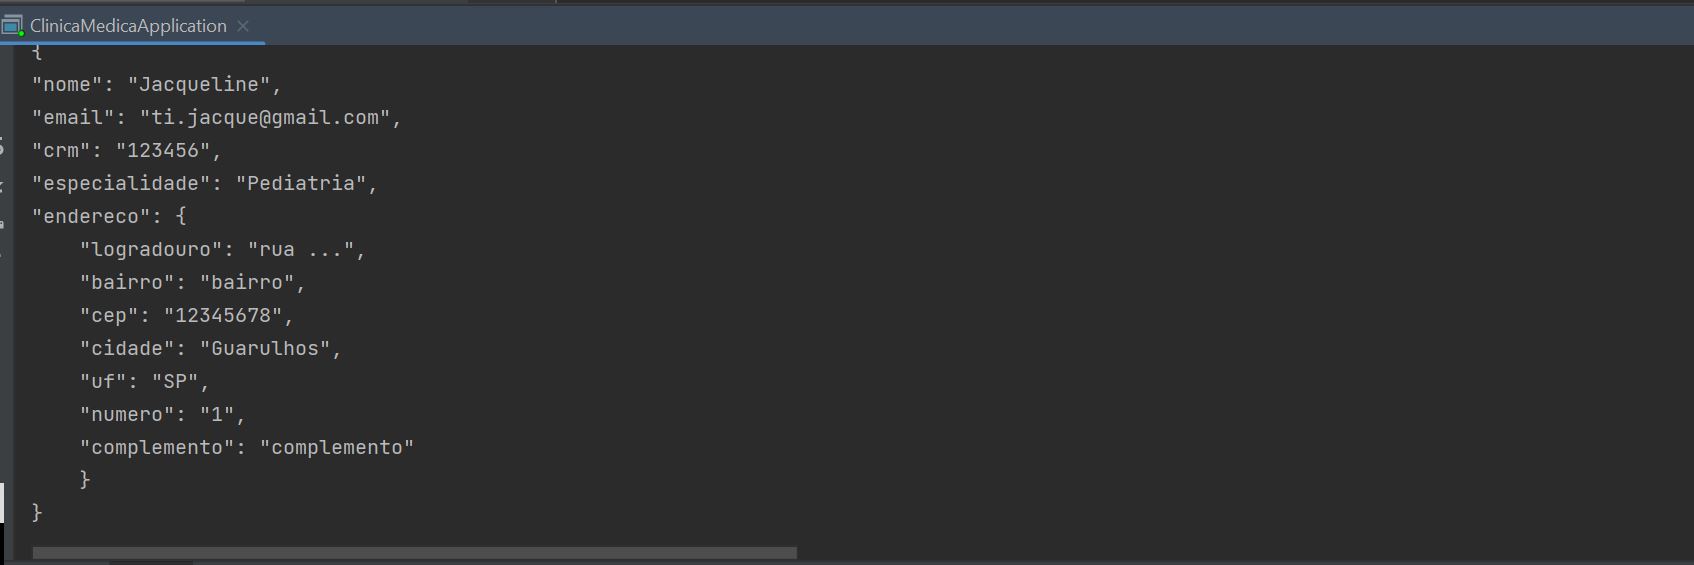 ClinicaMedicaApplication
{
"nome": "Jacqueline",
"email": "ti.jacque@gmail.com",
"crm": "123456",
"especialidade": "Pediatria",
"endereco": {
"logradouro": "rua ...",
"bairro": "bairro",
"cep": "12345678",
"cidade": "Guarulhos",
"uf": "SP",
"numero": "1",
"complemento": "complemento"
}
}